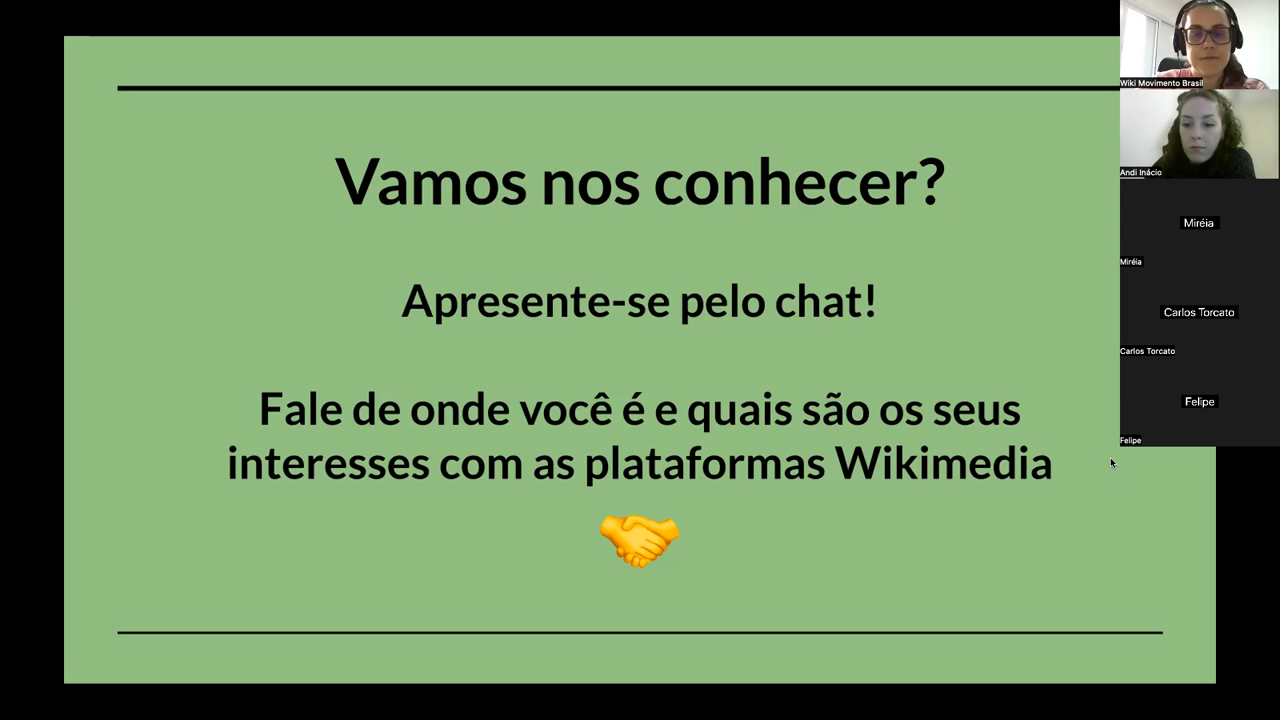 Vamos nos conhecer?
Apresente-se pelo chat!
Fale de onde você é e quais são os seus
interesses com as plataformas Wikimedia
Wiki Movimento Brasil
Andi Inácio
Miréia
Miréia
Carlos Torcato
Carlos Torcato
Felipe
Felipe